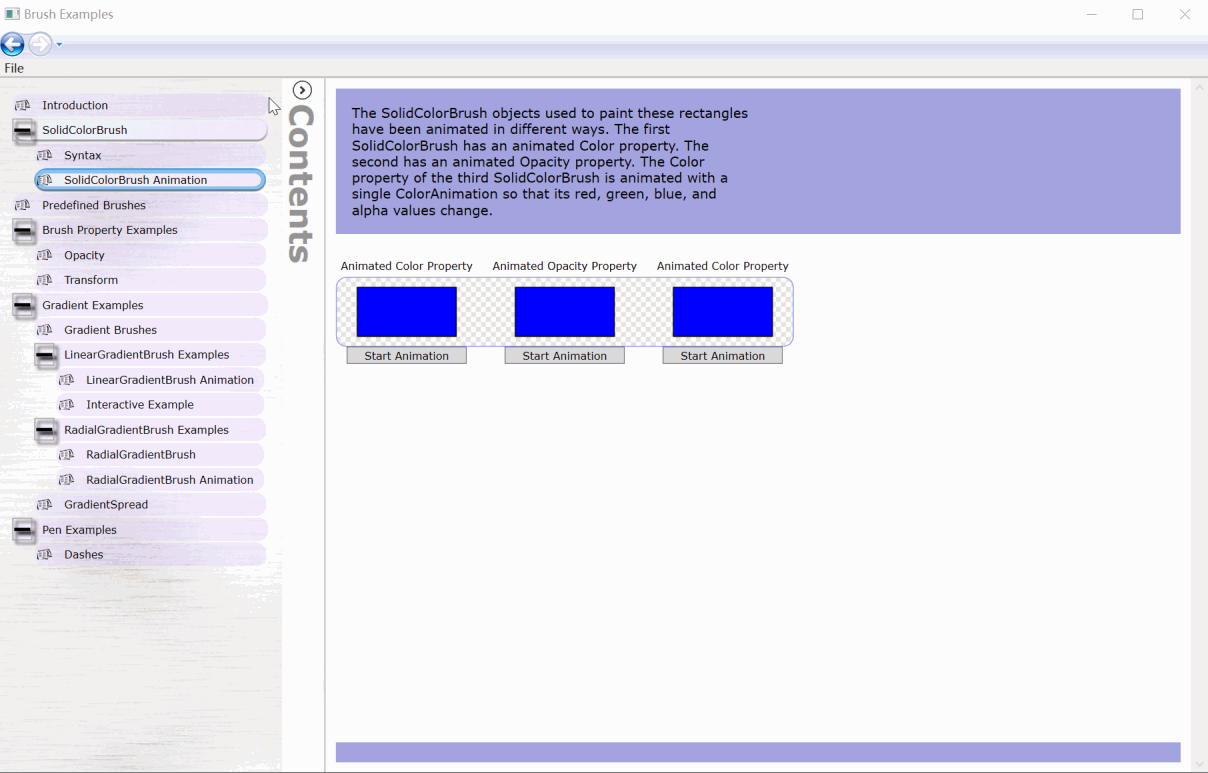 Brush Examples
File
Introduction
SolidColorBrush
Syntax
SolidColorBrush Animation
Predefined Brushes
Brush Property Examples
Opacity
Transform
Gradient Examples
Gradient Brushes
LinearGradientBrush Examples
LinearGradientBrush Animation
Interactive Example
RadialGradientBrush Examples
RadialGradientBrush
RadialGradientBrush Animation
GradientSpread
Pen Examples
Dashes
Contents
The SolidColorBrush objects used to paint these rectangles
have been animated in different ways. The first
SolidColorBrush has an animated Color property. The
second has an animated Opacity property. The Color
property of the third SolidColorBrush is animated with a
single ColorAnimation so that its red, green, blue, and
alpha values change.
Animated Color Property Animated Opacity Property Animated Color Property
Start Animation Start Animation Start Animation